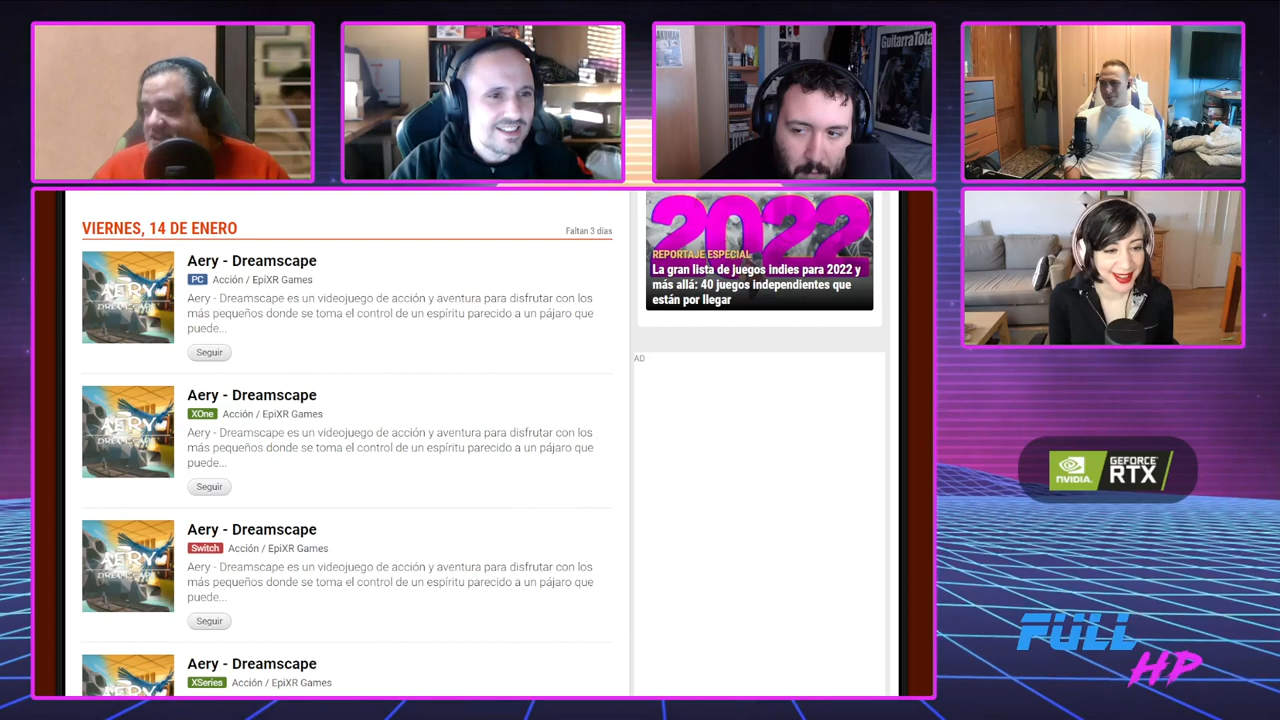 GuitarraTotal
VIERNES, 14 DE ENERO
Faltan 3 días
Aery - Dreamscape
PC Acción / EpiXR Games
Aery - Dreamscape es un videojuego de acción y aventura para disfrutar con los
más pequeños donde se toma el control de un espíritu parecido a un pájaro que
puede...
Seguir
AERY
Aery - Dreamscape
XOne Acción / EpiXR Games
Aery - Dreamscape es un videojuego de acción y aventura para disfrutar con los
más pequeños donde se toma el control de un espíritu parecido a un pájaro que
puede...
Seguir
AERY
Aery - Dreamscape
Switch Acción / EpiXR Games
Aery - Dreamscape es un videojuego de acción y aventura para disfrutar con los
más pequeños donde se toma el control de un espíritu parecido a un pájaro que
puede...
Seguir
AERY
Aery - Dreamscape
XSeries Acción / EpiXR Games
2022
REPORTAJE ESPECIAL
La gran lista de juegos indies para 2022 y
más allá: 40 juegos independientes que
están por llegar
AD
NVIDIA.
GEFORCE
RTX
FULL
HP